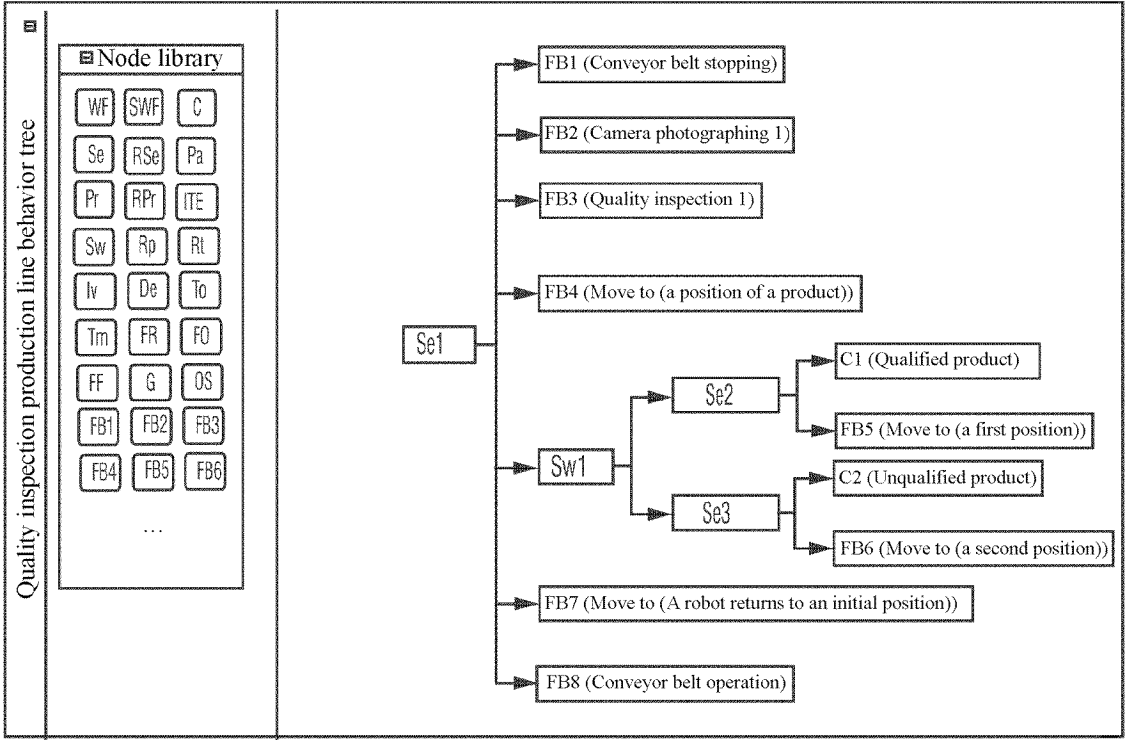 Quality inspection production line behavior tree
Node library
WF SWF C
Se RSe Pa
Pr RPr ITE
Sw Rp Rt
Iv De To
Tm FR FO
FF G OS
FB1 FB2 FB3
FB4 FB5 FB6
...
Se1
FB1 (Conveyor belt stopping)
FB2 (Camera photographing 1)
FB3 (Quality inspection 1)
FB4 (Move to (a position of a product))
Sw1
Se2
C1 (Qualified product)
FB5 (Move to (a first position))
Se3
C2 (Unqualified product)
FB6 (Move to (a second position))
FB7 (Move to (A robot returns to an initial position))
FB8 (Conveyor belt operation)